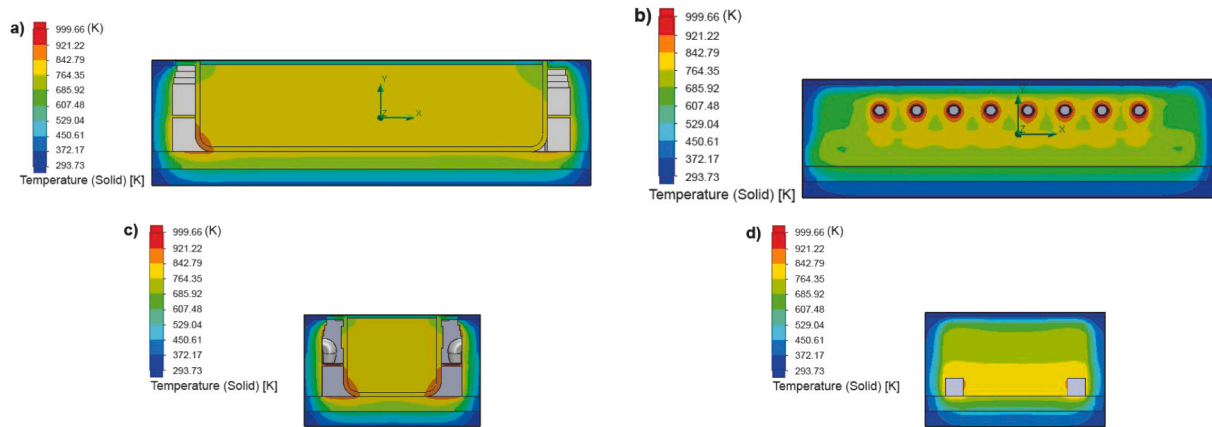 a)
999.66 (K)
921.22
842.79
764.35
685.92
607.48
529.04
450.61
372.17
293.73
Temperature (Solid) [K]
Y
X
Z
b)
999.66 (K)
921.22
842.79
764.35
685.92
607.48
529.04
450.61
372.17
293.73
Temperature (Solid) [K]
Y
X
Z
c)
999.66 (K)
921.22
842.79
764.35
685.92
607.48
529.04
450.61
372.17
293.73
Temperature (Solid) [K]
d)
999.66 (K)
921.22
842.79
764.35
685.92
607.48
529.04
450.61
372.17
293.73
Temperature (Solid) [K]